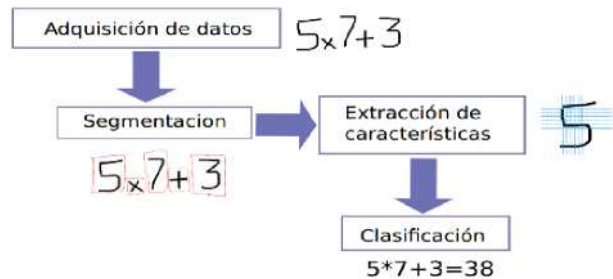 Adquisición de datos
5x7+3
Segmentacion
5x7+3
Extracción de
características
5
Clasificación
5*7+3=38